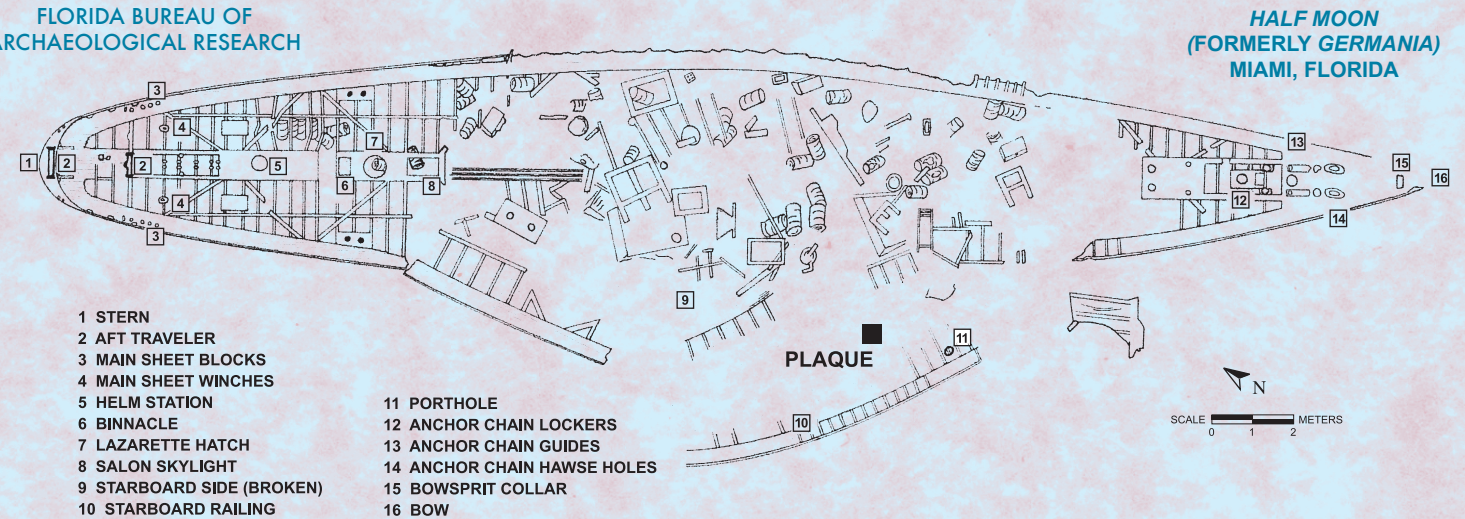 FLORIDA BUREAU OF
ARCHAEOLOGICAL RESEARCH
HALF MOON
(FORMERLY GERMANIA)
MIAMI, FLORIDA
3
4
7
1
2
2
5
6
8
4
3
13
15
16
12
14
9
PLAQUE
11
10
N
SCALE METERS
0 1 2
1 STERN
2 AFT TRAVELER
3 MAIN SHEET BLOCKS
4 MAIN SHEET WINCHES
5 HELM STATION
6 BINNACLE
7 LAZARETTE HATCH
8 SALON SKYLIGHT
9 STARBOARD SIDE (BROKEN)
10 STARBOARD RAILING
11 PORTHOLE
12 ANCHOR CHAIN LOCKERS
13 ANCHOR CHAIN GUIDES
14 ANCHOR CHAIN HAWSE HOLES
15 BOWSPRIT COLLAR
16 BOW